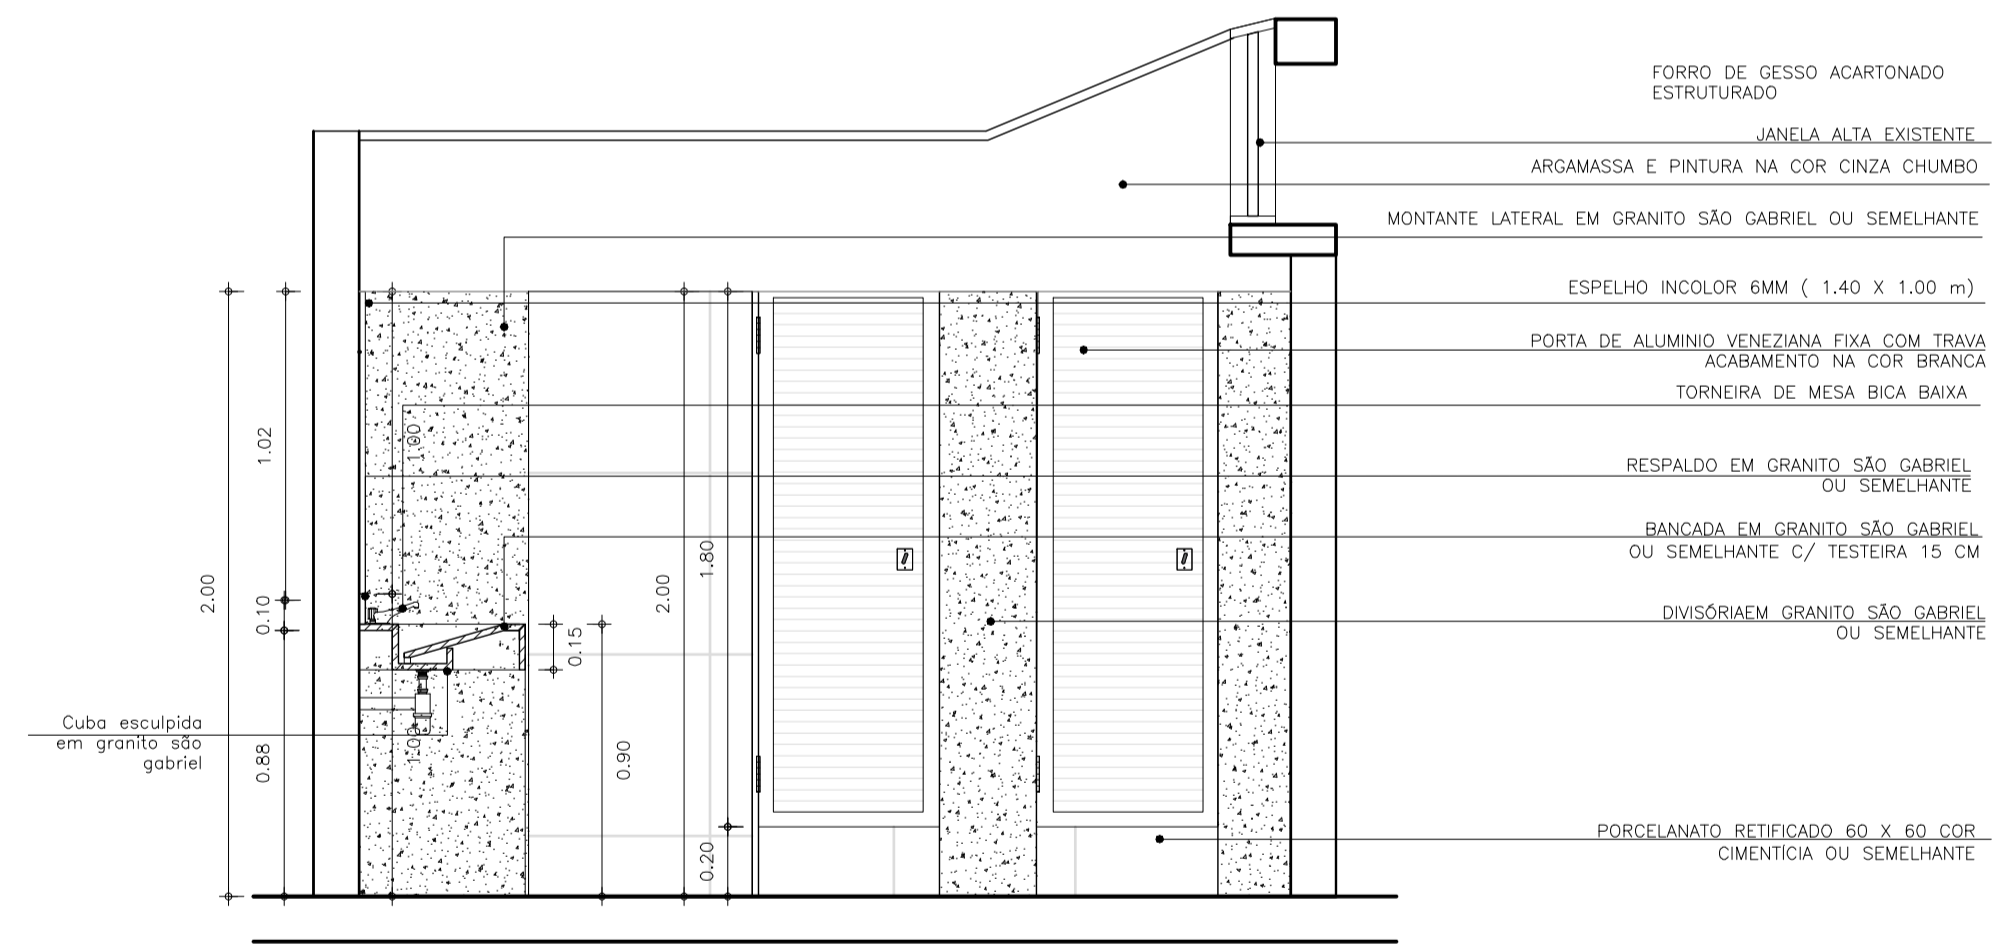 FORRO DE GESSO ACARTONADO
ESTRUTURADO
JANELA ALTA EXISTENTE
ARGAMASSA E PINTURA NA COR CINZA CHUMBO
MONTANTE LATERAL EM GRANITO SÃO GABRIEL OU SEMELHANTE
ESPELHO INCOLOR 6MM ( 1.40 X 1.00 m)
PORTA DE ALUMINIO VENEZIANA FIXA COM TRAVA
ACABAMENTO NA COR BRANCA
TORNEIRA DE MESA BICA BAIXA
RESPALDO EM GRANITO SÃO GABRIEL
OU SEMELHANTE
BANCADA EM GRANITO SÃO GABRIEL
OU SEMELHANTE C/ TESTEIRA 15 CM
DIVISÓRIAEM GRANITO SÃO GABRIEL
OU SEMELHANTE
PORCELANATO RETIFICADO 60 X 60 COR
CIMENTÍCIA OU SEMELHANTE
Cuba esculpida
em granito são
gabriel
2.00
1.02
0.10
0.88
1.00
1.00
0.15
0.90
2.00
1.80
0.20